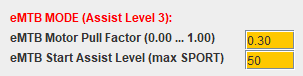 eMTB MODE (Assist Level 3):
eMTB Motor Pull Factor (0.00 ... 1.00) 0.30
eMTB Start Assist Level (max SPORT) 50